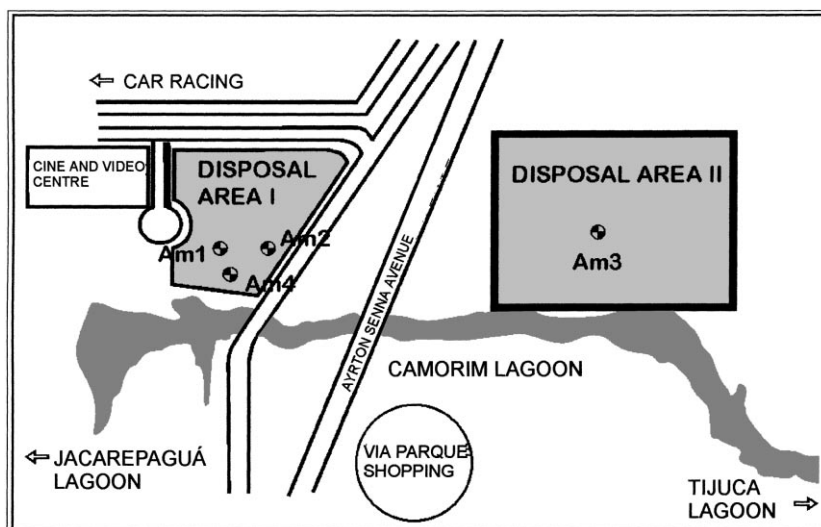 CAR RACING
CINE AND VIDEO
CENTRE
DISPOSAL
AREA I
DISPOSAL AREA II
Am1
Am2
Am4
Am3
AYRTON SENNA AVENUE
CAMORIM LAGOON
VIA PARQUE
SHOPPING
JACAREPAGUÁ
LAGOON
TIJUCA
LAGOON